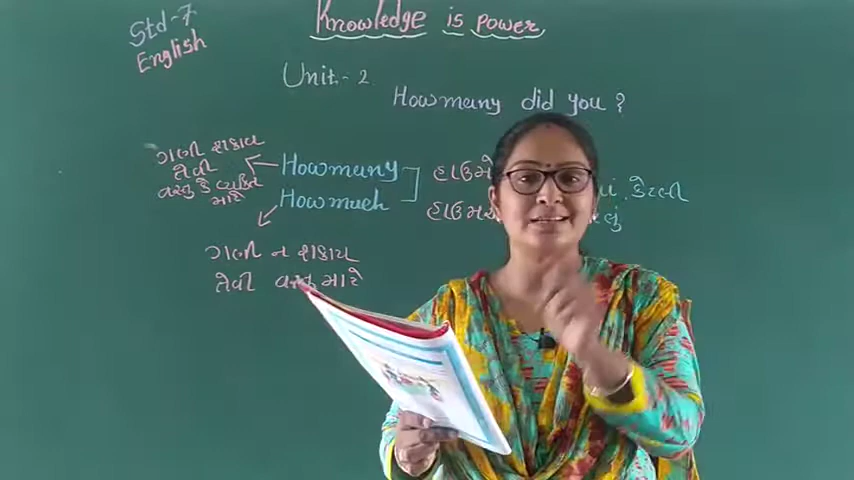 Std-7
English
Knowledge is power
Unit-2
How many did you ?
ગણી શકાય
તેવી
વસ્તુ કે વ્યક્તિ
માટે
How many
How much
કેટલી
ગણી ન શકાય
તેવી વસ્તુ માટે